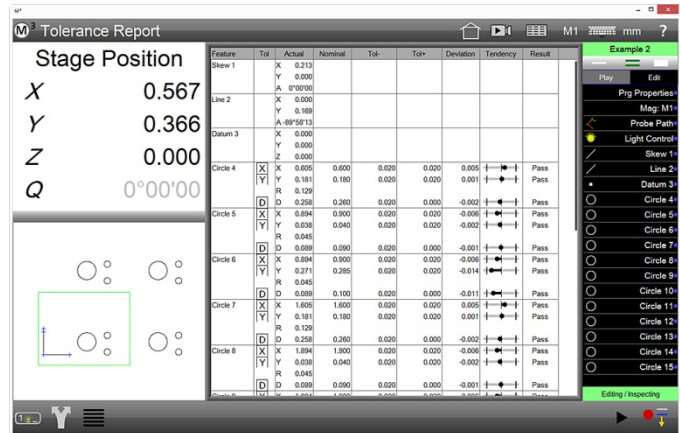 M³ Tolerance Report M1 mm ?
Stage Position
X 0.567
Y 0.366
Z 0.000
Q 0°00'00
Feature Tol Actual Nominal Tol- Tol+ Deviation Tendency Result
Skew 1 X 0.213
Y 0.000
A 0°00'00
Line 2 X 0.000
Y 0.169
A -89°58'13
Datum 3 X 0.000
Y 0.000
Z 0.000
Circle 4 X X 0.605 0.600 0.020 0.020 0.005 Pass
Y Y 0.181 0.180 0.020 0.020 0.001 Pass
R 0.129
D D 0.258 0.260 0.020 0.000 -0.002 Pass
Circle 5 X X 0.894 0.900 0.020 0.020 -0.006 Pass
Y Y 0.038 0.040 0.020 0.020 -0.002 Pass
R 0.045
D D 0.089 0.090 0.020 0.000 -0.001 Pass
Circle 6 X X 0.894 0.900 0.020 0.020 -0.006 Pass
Y Y 0.271 0.285 0.020 0.020 -0.014 Pass
R 0.045
D D 0.089 0.100 0.020 0.000 -0.011 Pass
Circle 7 X X 1.605 1.600 0.020 0.020 0.005 Pass
Y Y 0.181 0.180 0.020 0.020 0.001 Pass
R 0.129
D D 0.258 0.260 0.020 0.000 -0.002 Pass
Circle 8 X X 1.894 1.900 0.020 0.020 -0.006 Pass
Y Y 0.038 0.040 0.020 0.020 -0.002 Pass
R 0.045
D D 0.089 0.090 0.020 0.000 -0.001 Pass
Example 2
Play Edit
Prg Properties
Mag: M1
Probe Path
Light Control
Skew 1
Line 2
Datum 3
Circle 4
Circle 5
Circle 6
Circle 7
Circle 8
Circle 9
Circle 10
Circle 11
Circle 12
Circle 13
Circle 14
Circle 15
Editing / Inspecting